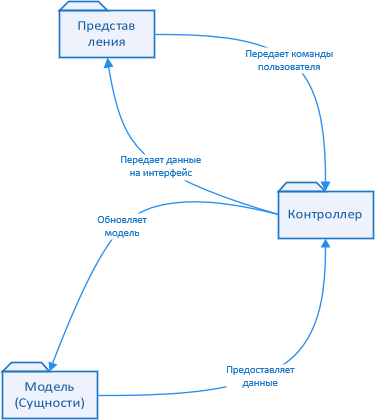 Представ
ления
Передает команды
пользователя
Передает данные
на интерфейс
Контроллер
Обновляет
модель
Предоставляет
данные
Модель
(Сущности)